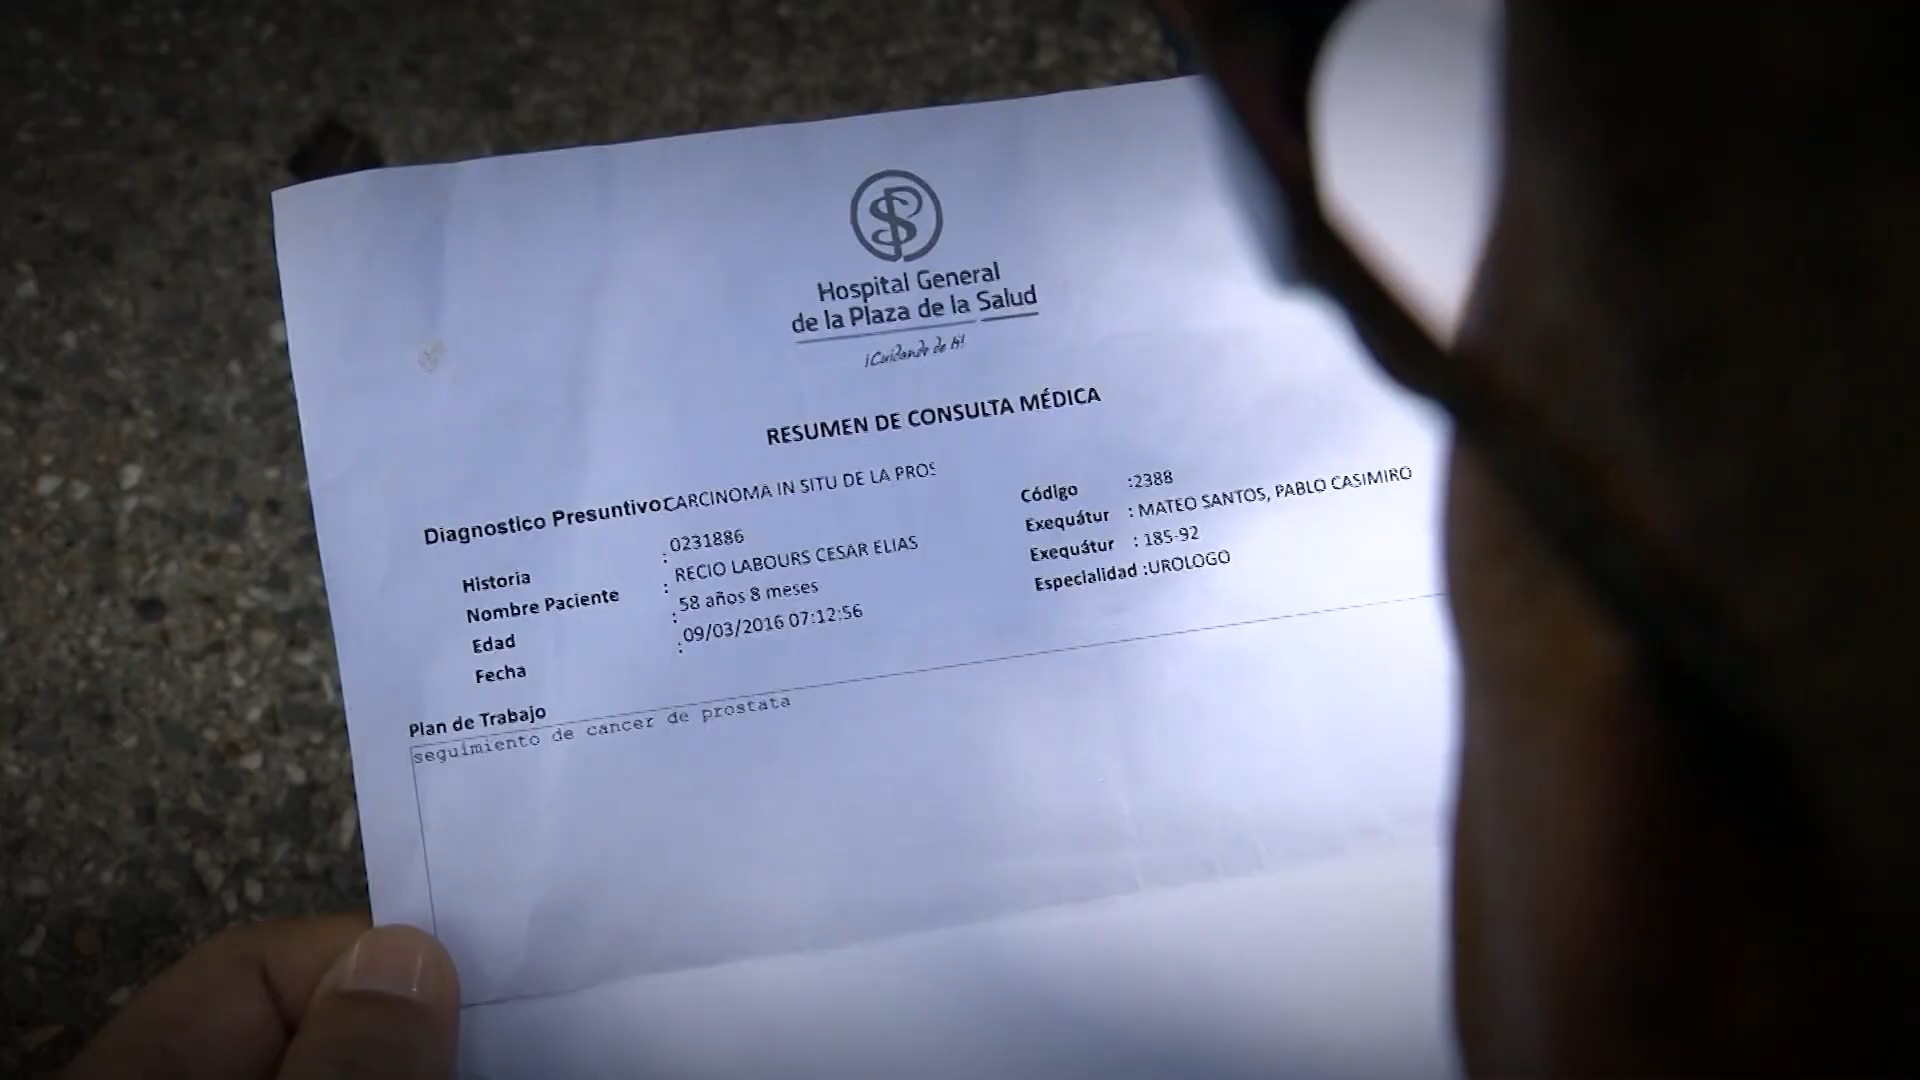 Hospital General
de la Plaza de la Salud
¡Cuidando de ti!
RESUMEN DE CONSULTA MÉDICA
Diagnostico Presuntivo CARCINOMA IN SITU DE LA PROS
Historia : 0231886
Nombre Paciente : RECIO LABOURS CESAR ELIAS
Edad : 58 años 8 meses
Fecha : 09/03/2016 07:12:56
Código :2388
Exequátur : MATEO SANTOS, PABLO CASIMIRO
Exequátur : 185-92
Especialidad :UROLOGO
Plan de Trabajo
seguimiento de cancer de prostata